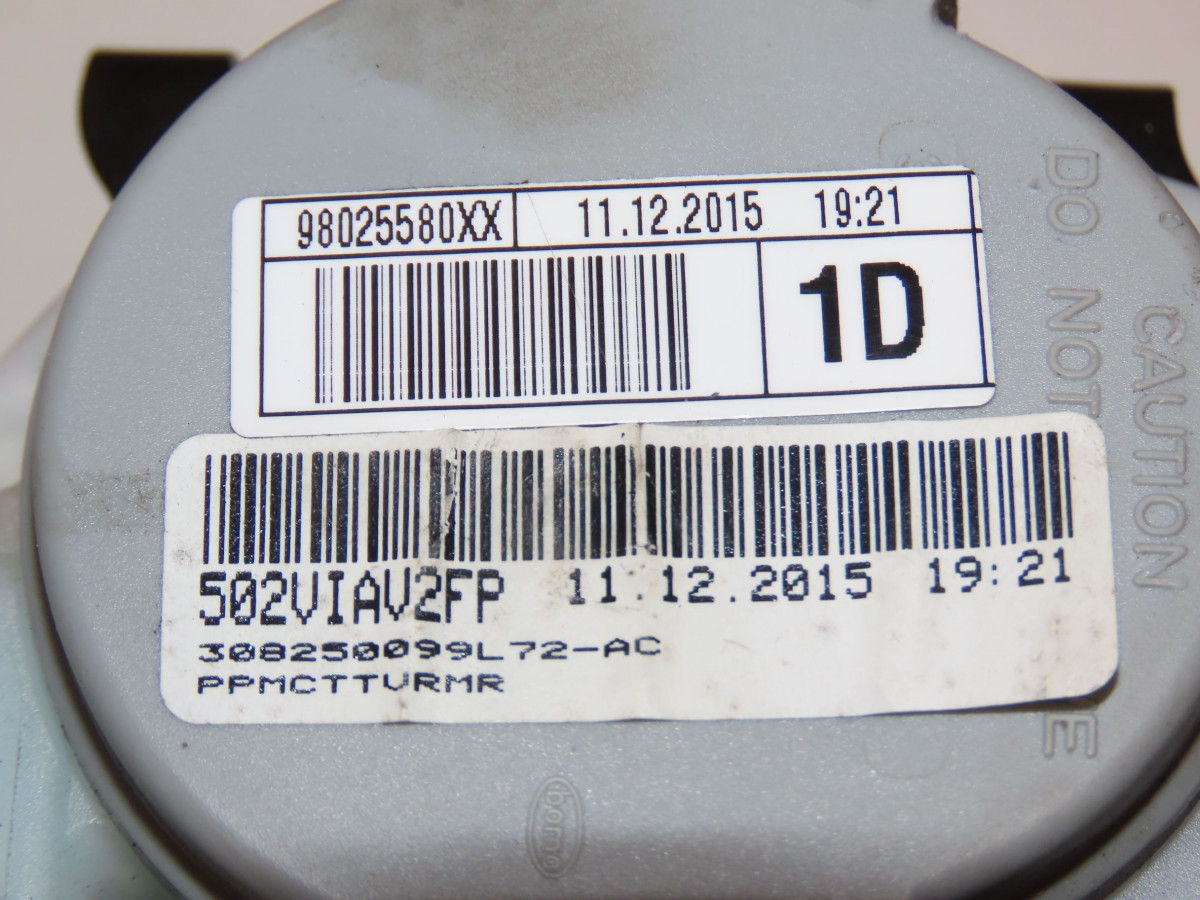 98025580XX 11.12.2015 19:21
1D
502VIAV2FP 11.12.2015 19:21
308250099L72-AC
PPMCTTVRMR
CAUTION
DO NOT
bomo